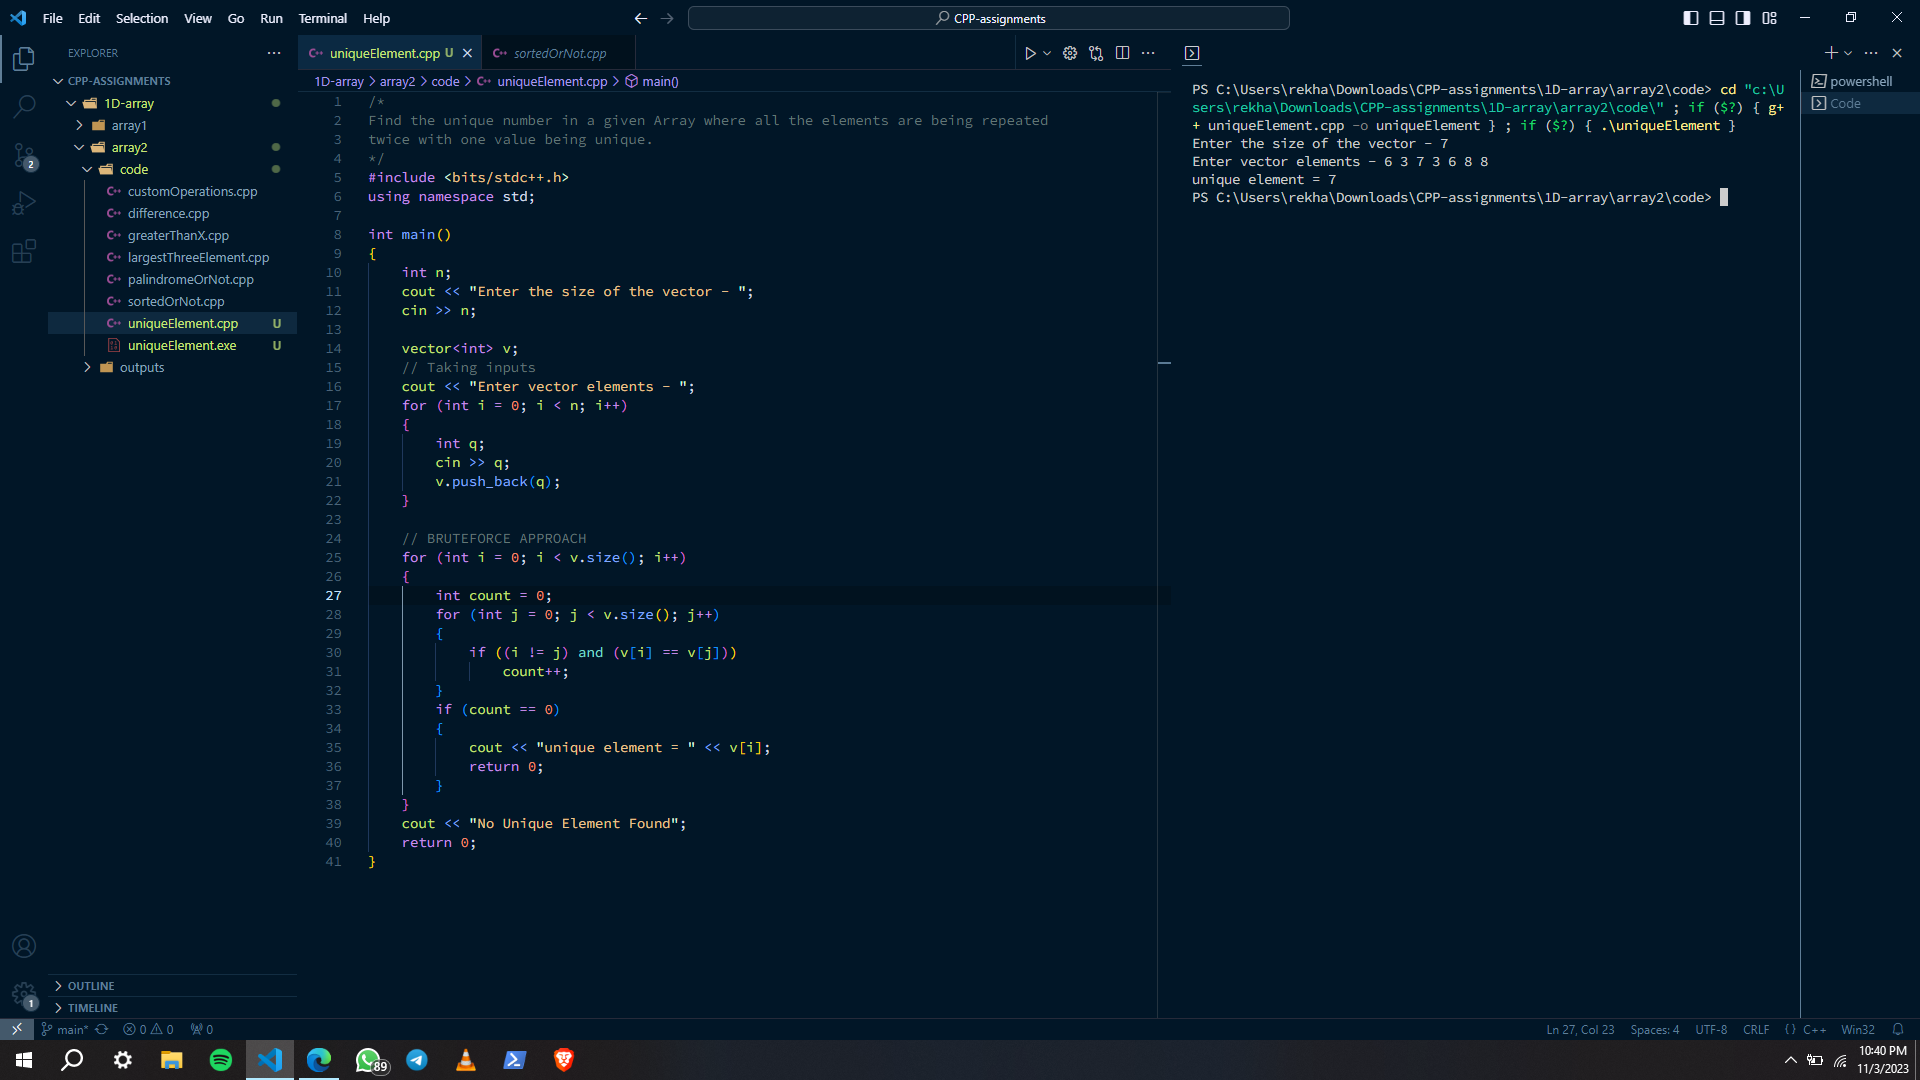 File Edit Selection View Go Run Terminal Help
CPP-assignments
EXPLORER
CPP-ASSIGNMENTS
1D-array
array1
array2
code
customOperations.cpp
difference.cpp
greaterThanX.cpp
largestThreeElement.cpp
palindromeOrNot.cpp
sortedOrNot.cpp
uniqueElement.cpp U
uniqueElement.exe U
outputs
OUTLINE
TIMELINE
2
1
uniqueElement.cpp U
sortedOrNot.cpp
1D-array > array2 > code > uniqueElement.cpp > main()
1 /*
2 Find the unique number in a given Array where all the elements are being repeated
3 twice with one value being unique.
4 */
5 #include <bits/stdc++.h>
6 using namespace std;
7
8 int main()
9 {
10     int n;
11     cout << "Enter the size of the vector - ";
12     cin >> n;
13
14     vector<int> v;
15     // Taking inputs
16     cout << "Enter vector elements - ";
17     for (int i = 0; i < n; i++)
18     {
19         int q;
20         cin >> q;
21         v.push_back(q);
22     }
23
24     // BRUTEFORCE APPROACH
25     for (int i = 0; i < v.size(); i++)
26     {
27         int count = 0;
28         for (int j = 0; j < v.size(); j++)
29         {
30             if ((i != j) and (v[i] == v[j]))
31                 count++;
32         }
33         if (count == 0)
34         {
35             cout << "unique element = " << v[i];
36             return 0;
37         }
38     }
39     cout << "No Unique Element Found";
40     return 0;
41 }
PS C:\Users\rekha\Downloads\CPP-assignments\1D-array\array2\code> cd "c:\U
sers\rekha\Downloads\CPP-assignments\1D-array\array2\code\" ; if ($?) { g+
+ uniqueElement.cpp -o uniqueElement } ; if ($?) { .\uniqueElement }
Enter the size of the vector - 7
Enter vector elements - 6 3 7 3 6 8 8
unique element = 7
PS C:\Users\rekha\Downloads\CPP-assignments\1D-array\array2\code>
powershell
Code
main* 0 0 0
Ln 27, Col 23 Spaces: 4 UTF-8 CRLF {} C++ Win32
89
10:40 PM
11/3/2023